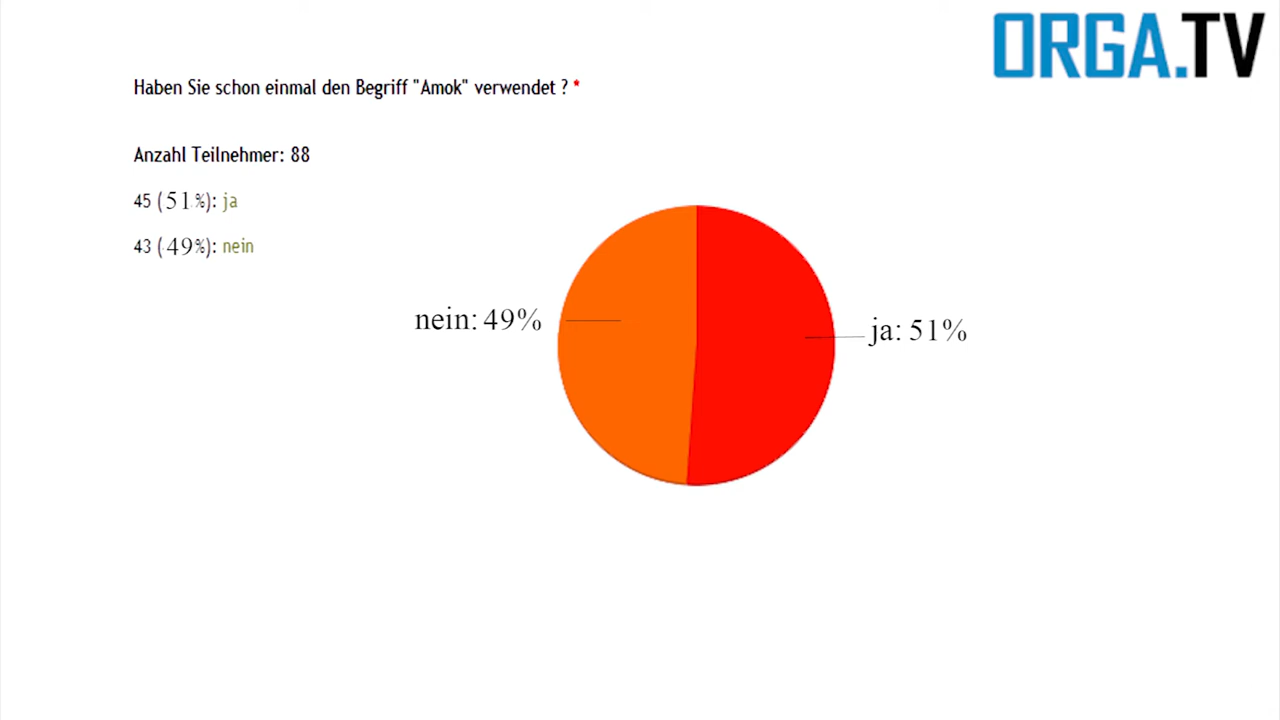 ORGA.TV
Haben Sie schon einmal den Begriff "Amok" verwendet ? *
Anzahl Teilnehmer: 88
45 (51%): ja
43 (49%): nein
nein: 49%
ja: 51%